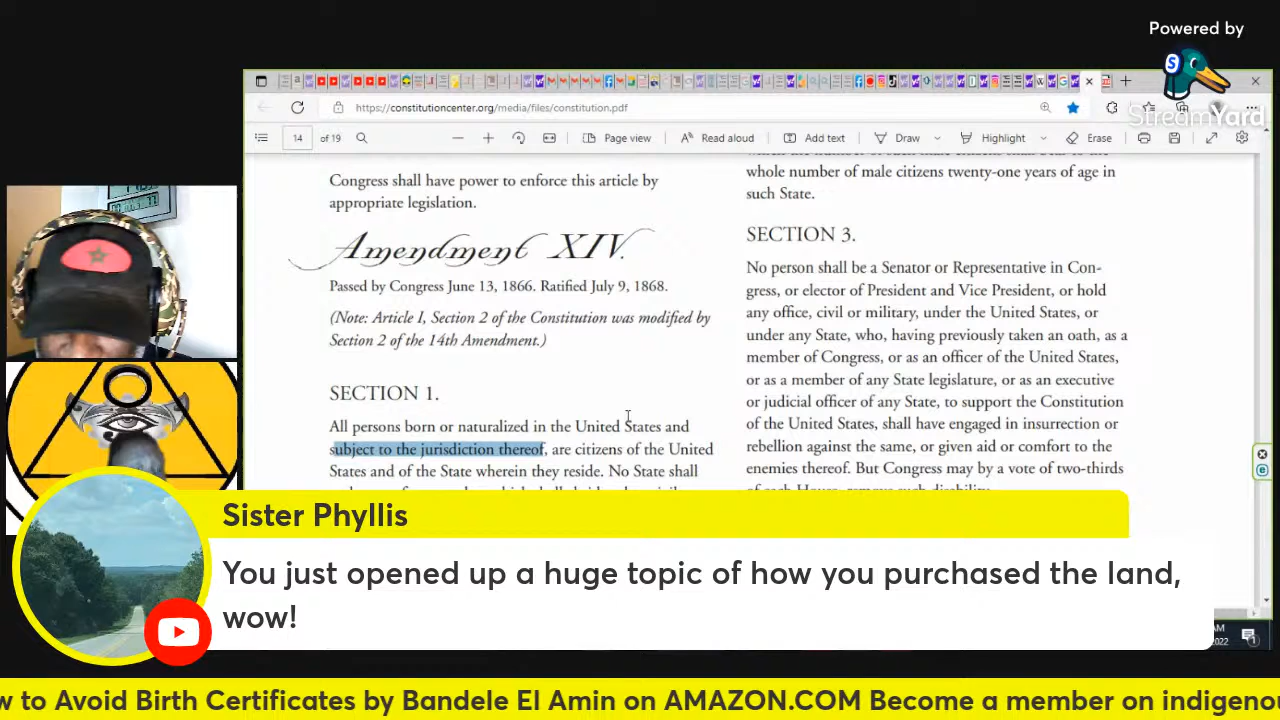 Powered by
StreamYard
https://constitutioncenter.org/media/files/constitution.pdf
14 of 19
Page view
Read aloud
Add text
Draw
Highlight
Erase
Congress shall have power to enforce this article by
appropriate legislation.
Amendment XIV.
Passed by Congress June 13, 1866. Ratified July 9, 1868.
(Note: Article I, Section 2 of the Constitution was modified by
Section 2 of the 14th Amendment.)
SECTION 1.
All persons born or naturalized in the United States and
subject to the jurisdiction thereof, are citizens of the United
States and of the State wherein they reside. No State shall
whole number of male citizens twenty-one years of age in
such State.
SECTION 3.
No person shall be a Senator or Representative in Con-
gress, or elector of President and Vice President, or hold
any office, civil or military, under the United States, or
under any State, who, having previously taken an oath, as a
member of Congress, or as an officer of the United States,
or as a member of any State legislature, or as an executive
or judicial officer of any State, to support the Constitution
of the United States, shall have engaged in insurrection or
rebellion against the same, or given aid or comfort to the
enemies thereof. But Congress may by a vote of two-thirds
Sister Phyllis
You just opened up a huge topic of how you purchased the land,
wow!
AM
2022
w to Avoid Birth Certificates by Bandele El Amin on AMAZON.COM Become a member on indigenou